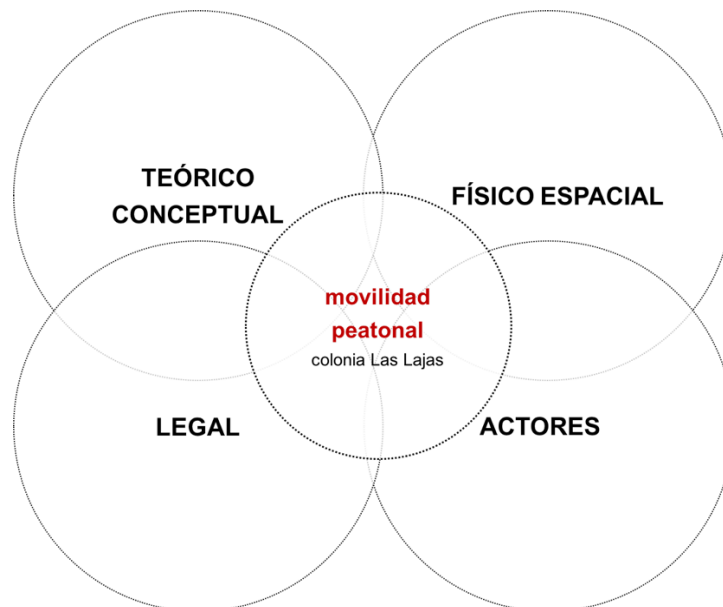 TEÓRICO
CONCEPTUAL
FÍSICO ESPACIAL
movilidad
peatonal
colonia Las Lajas
LEGAL
ACTORES